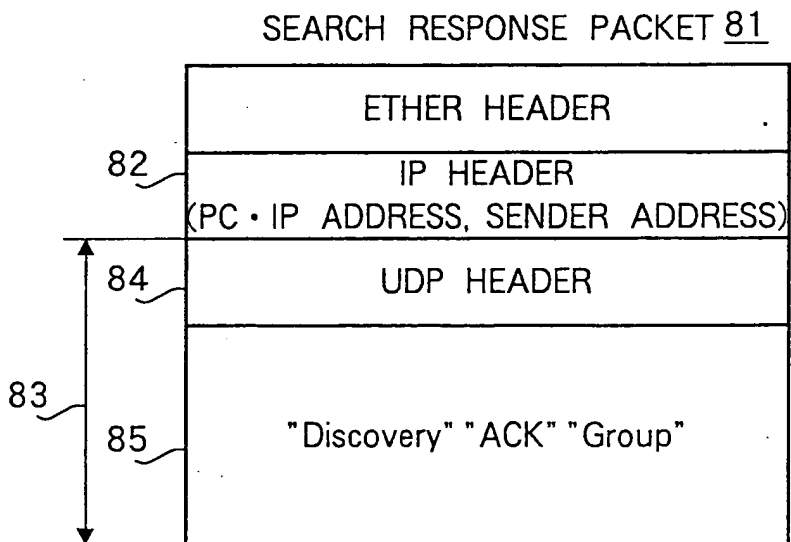 SEARCH RESPONSE PACKET 81
ETHER HEADER
82
IP HEADER
(PC・IP ADDRESS, SENDER ADDRESS)
84
UDP HEADER
83
85
"Discovery" "ACK" "Group"